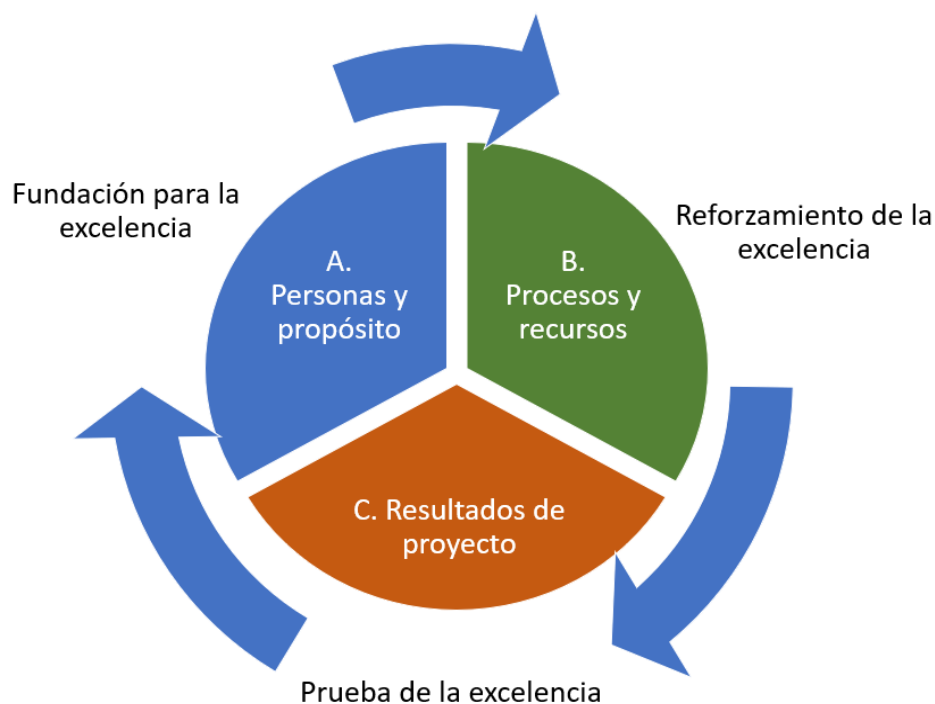 Fundación para la
excelencia
A.
Personas y
propósito
B.
Procesos y
recursos
Reforzamiento de la
excelencia
C. Resultados de
proyecto
Prueba de la excelencia